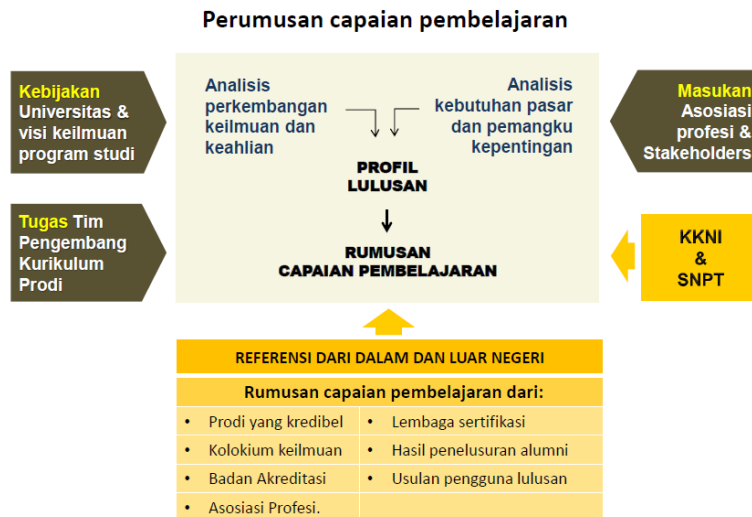 Perumusan capaian pembelajaran
Kebijakan
Universitas &
visi keilmuan
program studi
Tugas Tim
Pengembang
Kurikulum
Prodi
Analisis
perkembangan
keilmuan dan
keahlian
Analisis
kebutuhan pasar
dan pemangku
kepentingan
PROFIL
LULUSAN
RUMUSAN
CAPAIAN PEMBELAJARAN
Masukan
Asosiasi
profesi &
Stakeholders
KKNI
&
SNPT
REFERENSI DARI DALAM DAN LUAR NEGERI
Rumusan capaian pembelajaran dari:
• Prodi yang kredibel
• Kolokium keilmuan
• Badan Akreditasi
• Asosiasi Profesi.
• Lembaga sertifikasi
• Hasil penelusuran alumni
• Usulan pengguna lulusan